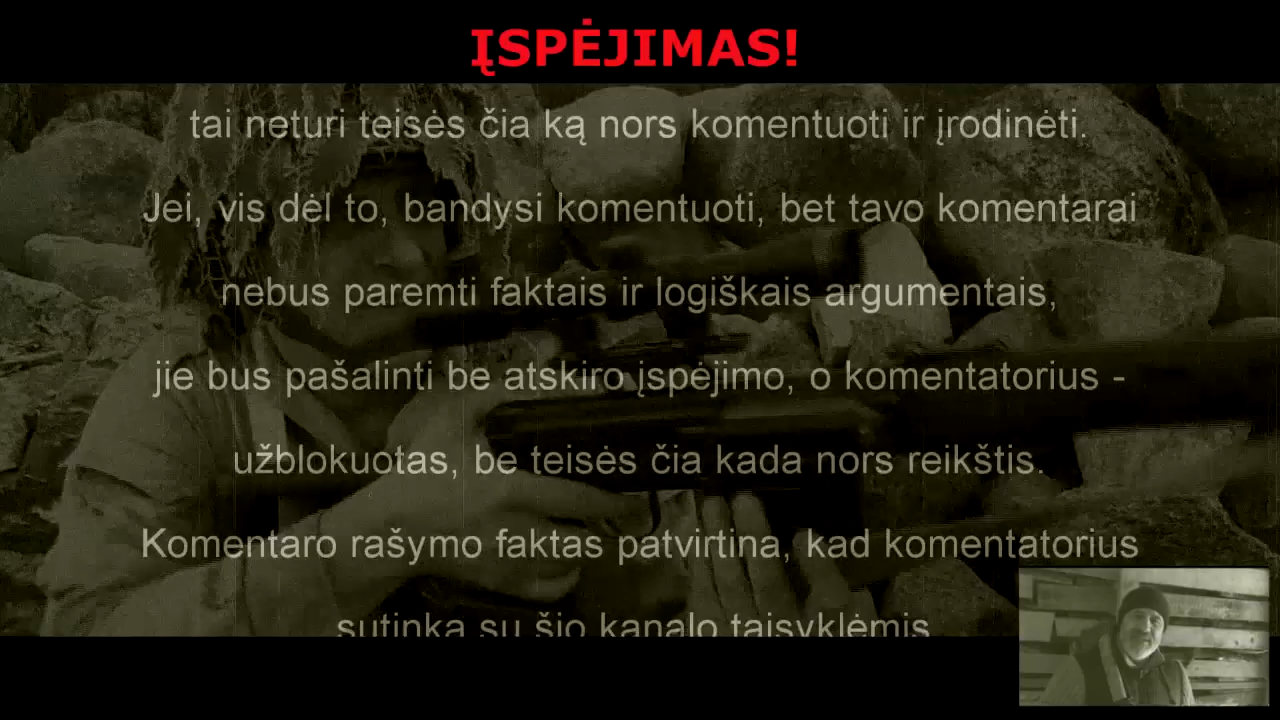 ĮSPĖJIMAS!
tai neturi teisės čia ką nors komentuoti ir įrodinėti.
Jei, vis dėl to, bandysi komentuoti, bet tavo komentarai
nebus paremti faktais ir logiškais argumentais,
jie bus pašalinti be atskiro įspėjimo, o komentatorius -
užblokuotas, be teisės čia kada nors reikštis.
Komentaro rašymo faktas patvirtina, kad komentatorius
sutinka su šio kanalo taisyklėmis